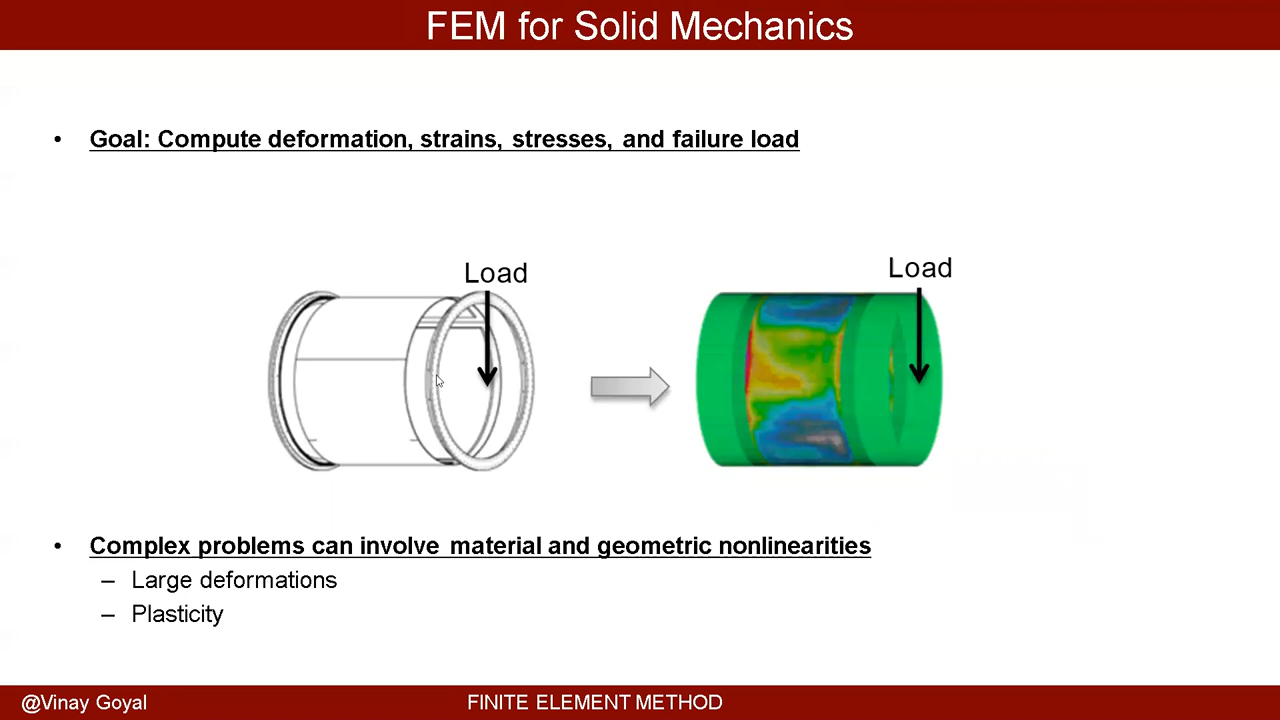 FEM for Solid Mechanics
• Goal: Compute deformation, strains, stresses, and failure load
Load
Load
• Complex problems can involve material and geometric nonlinearities
– Large deformations
– Plasticity
@Vinay Goyal
FINITE ELEMENT METHOD